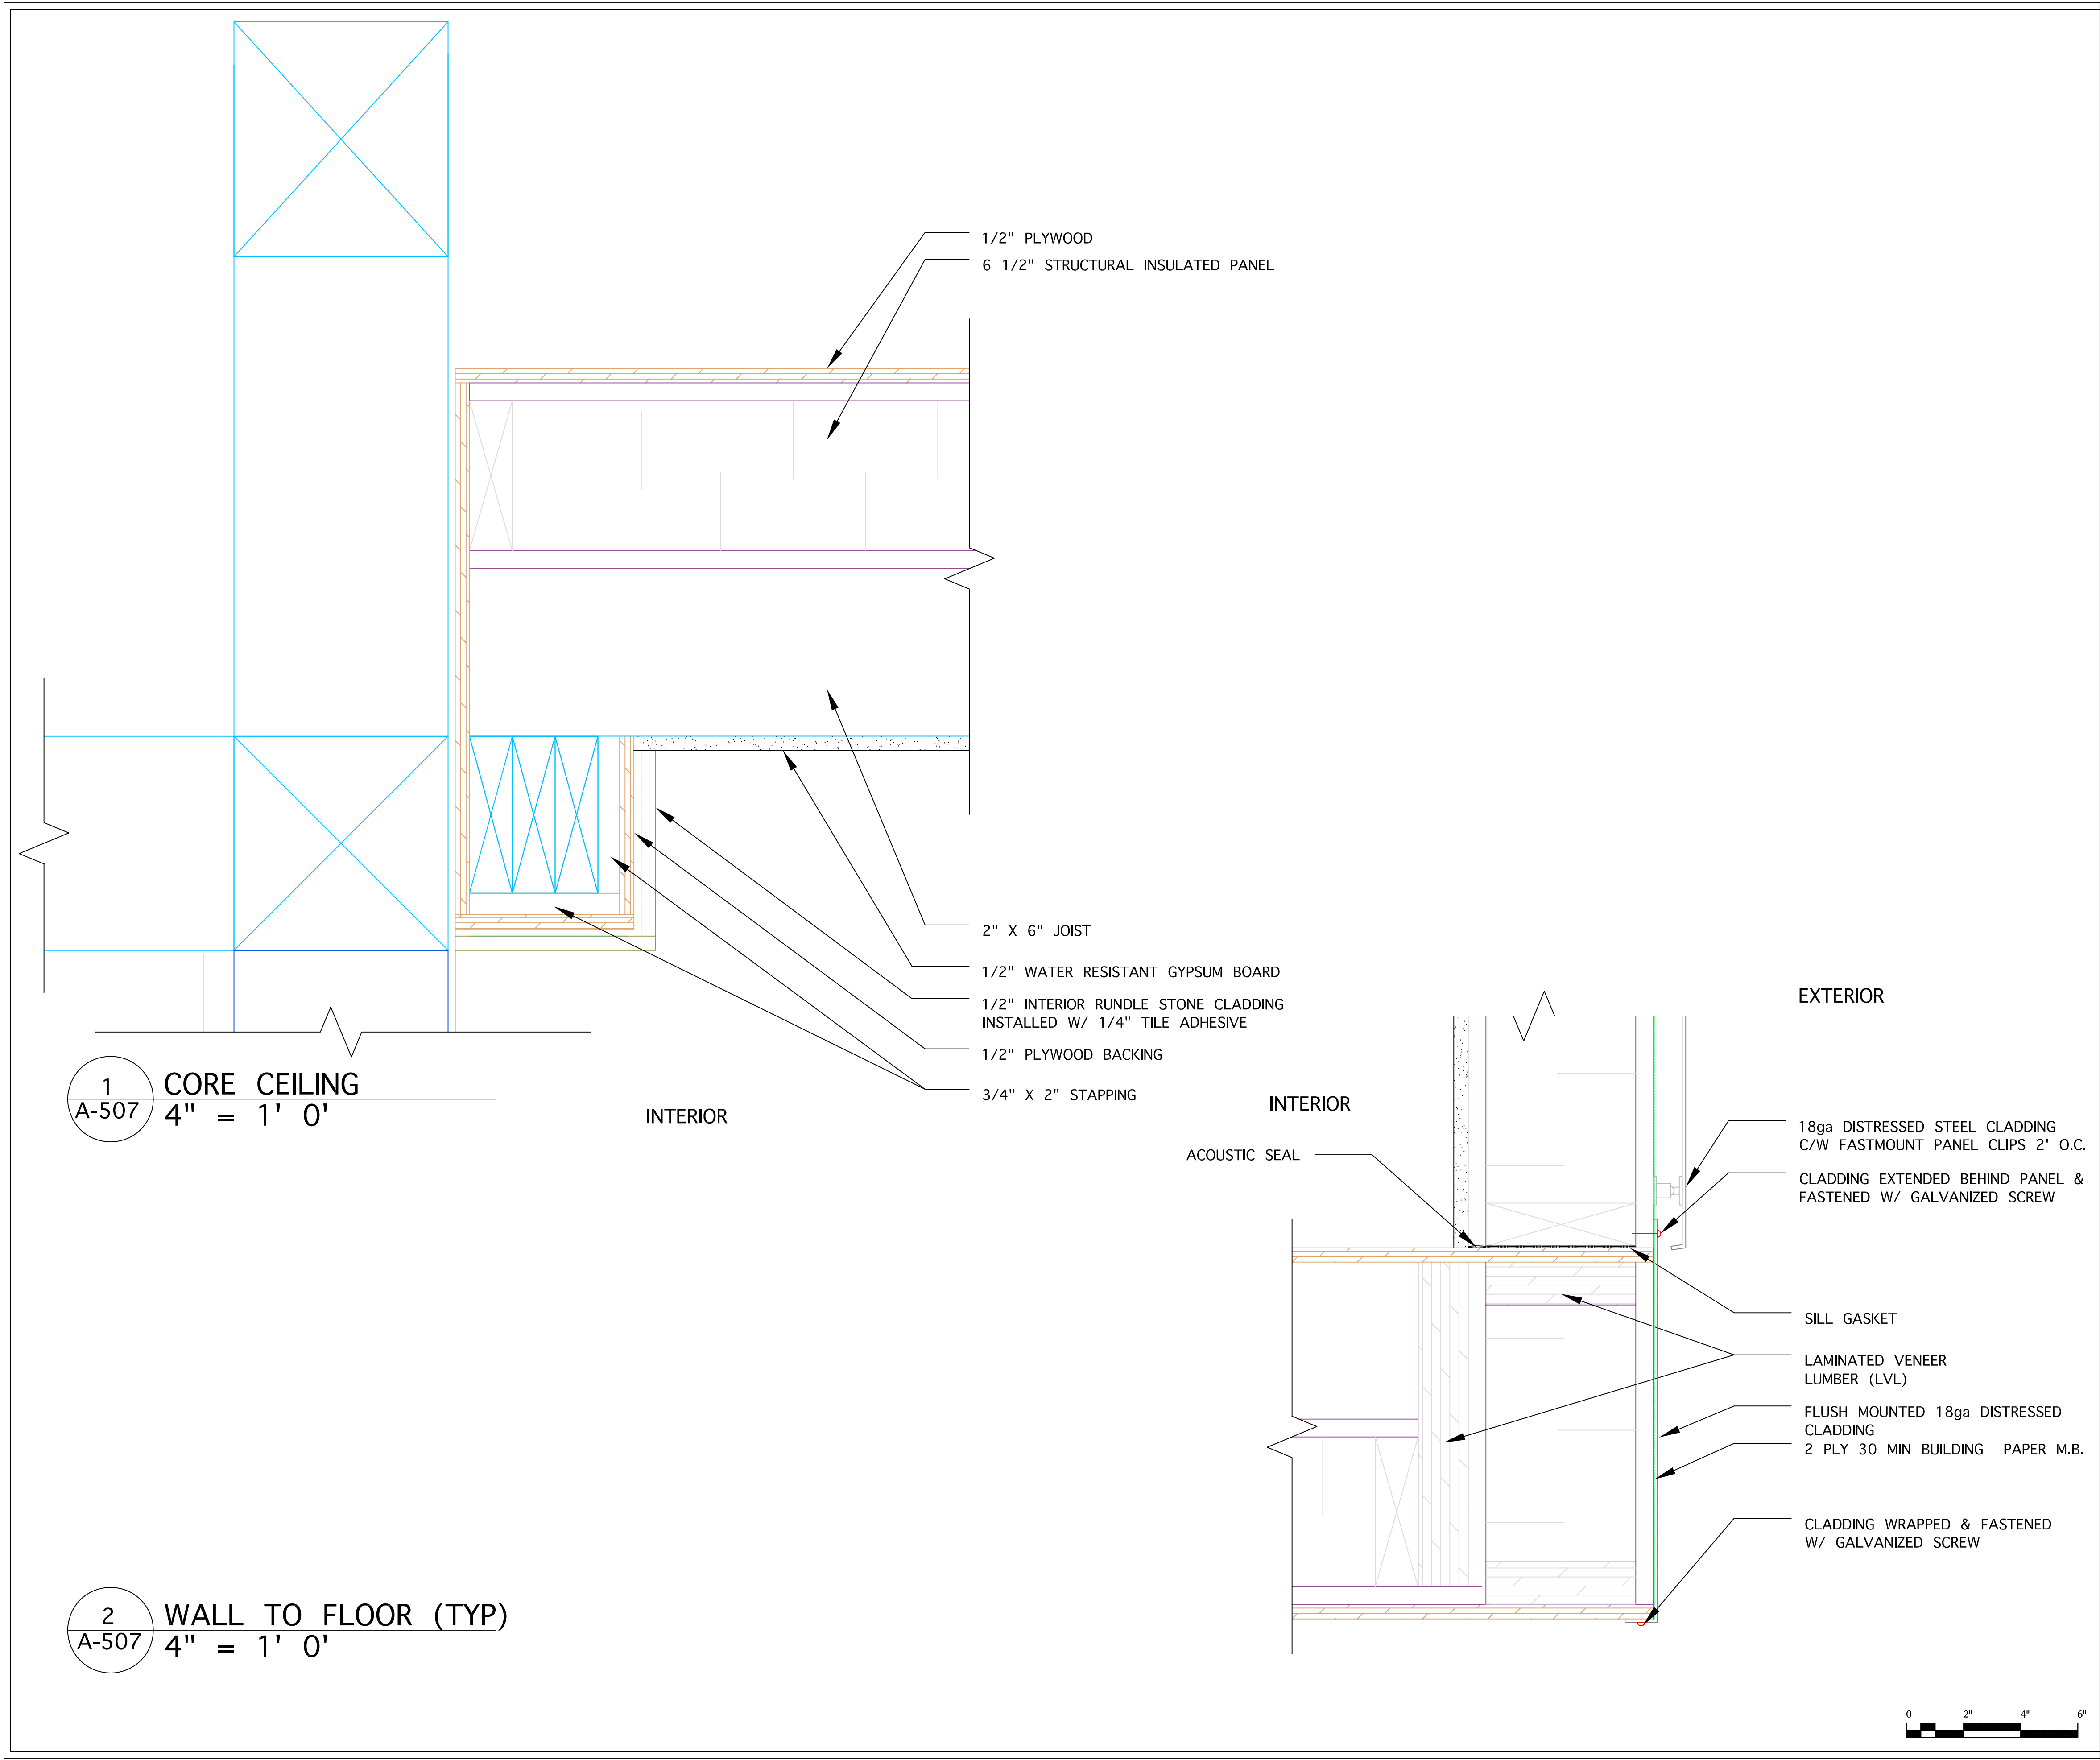 1/2" PLYWOOD
6 1/2" STRUCTURAL INSULATED PANEL
2" X 6" JOIST
1/2" WATER RESISTANT GYPSUM BOARD
1/2" INTERIOR RUNDLE STONE CLADDING
INSTALLED W/ 1/4" TILE ADHESIVE
1/2" PLYWOOD BACKING
3/4" X 2" STAPPING
1
A-507
CORE CEILING
4" = 1' 0'
INTERIOR
EXTERIOR
INTERIOR
ACOUSTIC SEAL
18ga DISTRESSED STEEL CLADDING
C/W FASTMOUNT PANEL CLIPS 2' O.C.
CLADDING EXTENDED BEHIND PANEL &
FASTENED W/ GALVANIZED SCREW
SILL GASKET
LAMINATED VENEER
LUMBER (LVL)
FLUSH MOUNTED 18ga DISTRESSED
CLADDING
2 PLY 30 MIN BUILDING PAPER M.B.
CLADDING WRAPPED & FASTENED
W/ GALVANIZED SCREW
2
A-507
WALL TO FLOOR (TYP)
4" = 1' 0'
0 2" 4" 6"